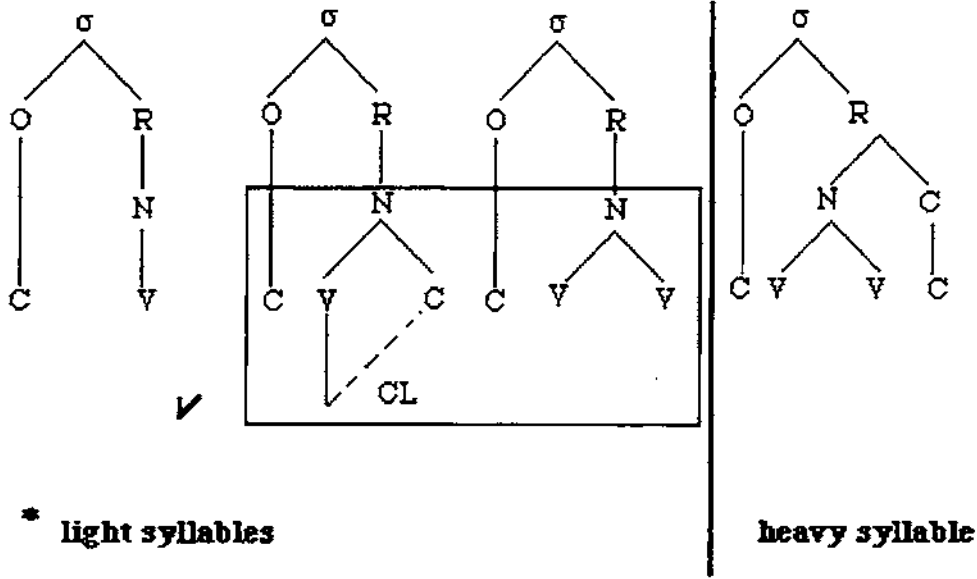 σ σ σ σ
O R O R O R O R
N N N N C
C V C V C C V V C V V C
CL
✓
* light syllables heavy syllable